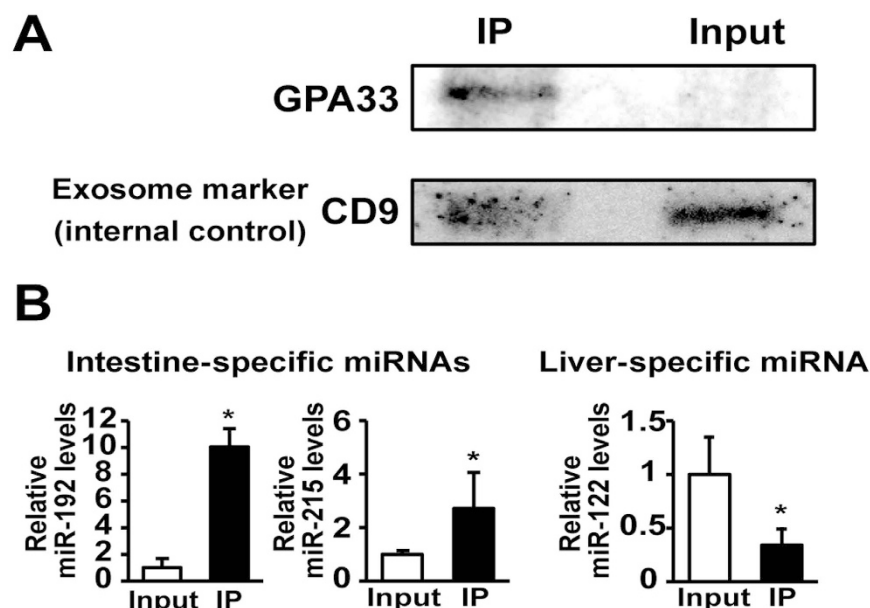 A
IP Input
GPA33
Exosome marker
(internal control)
CD9
B
Intestine-specific miRNAs
Liver-specific miRNA
Relative
miR-192 levels
12
10
8
6
4
2
0
*
Input IP
Relative
miR-215 levels
6
4
2
0
*
Input IP
Relative
miR-122 levels
1.5
1
0.5
0
*
Input IP